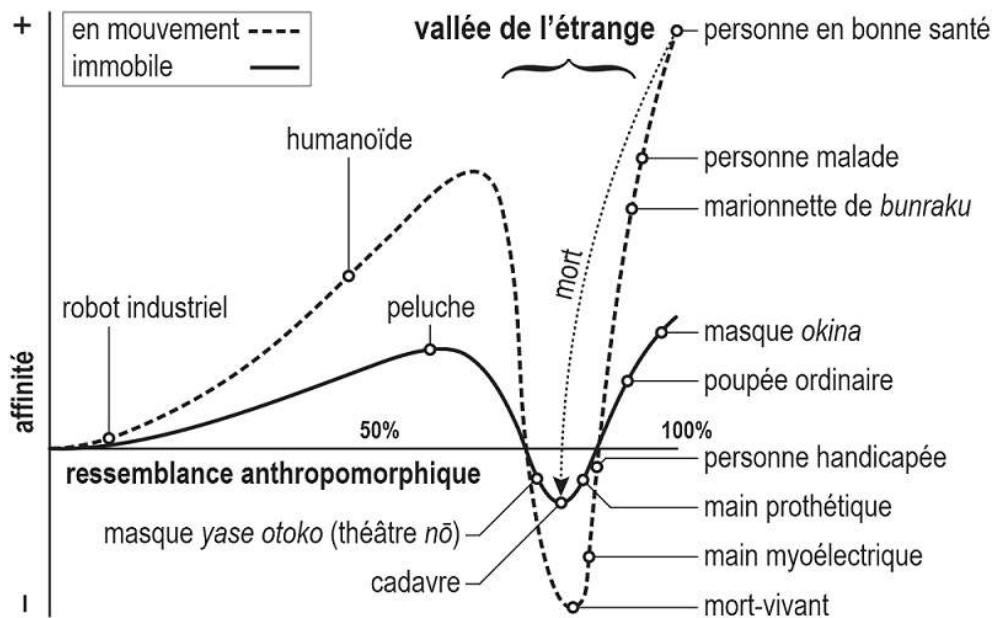 +
en mouvement
immobile
vallée de l'étrange
personne en bonne santé
humanoïde
personne malade
marionnette de bunraku
mort
robot industriel
peluche
masque okina
poupée ordinaire
affinité
50%
100%
ressemblance anthropomorphique
personne handicapée
main prothétique
masque yase otoko (théâtre nō)
cadavre
main myoélectrique
mort-vivant
–